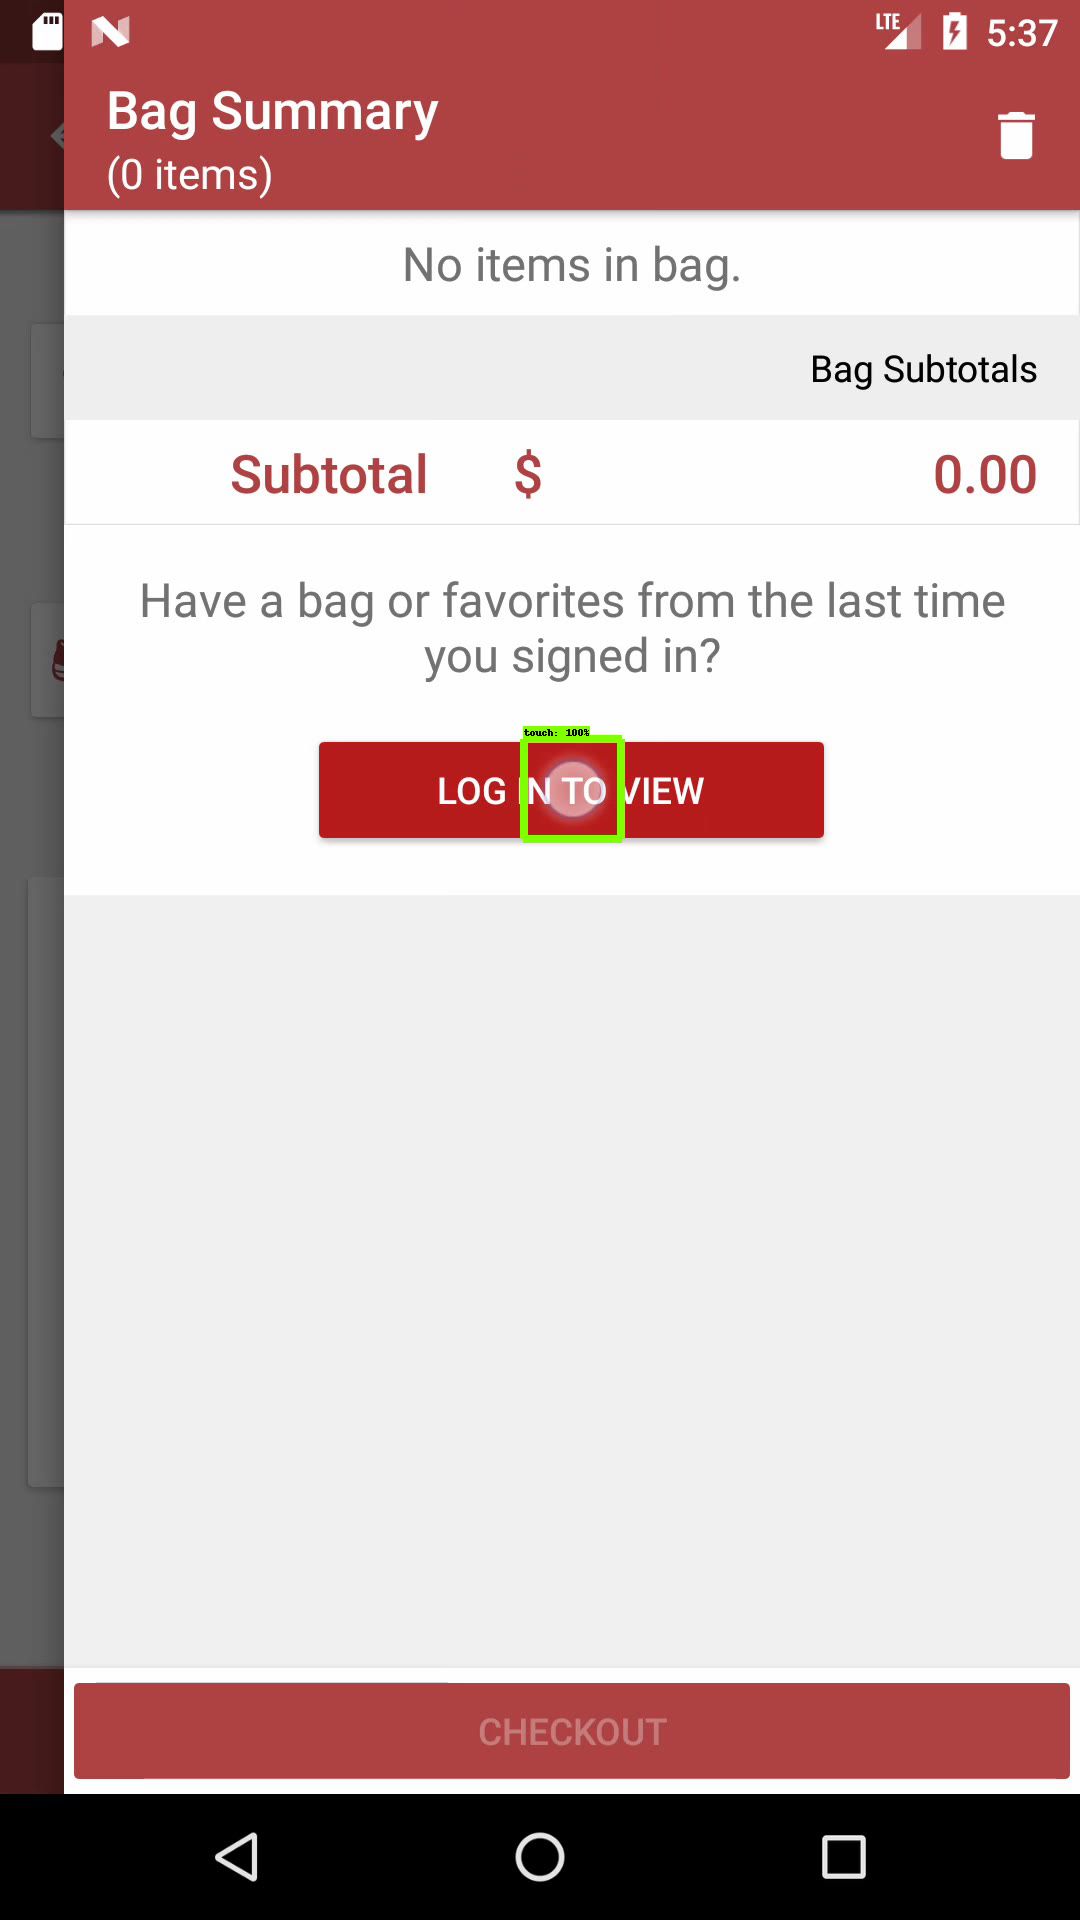 LTE 5:37
Bag Summary
(0 items)
No items in bag.
Bag Subtotals
Subtotal $ 0.00
Have a bag or favorites from the last time
you signed in?
touch: 100%
LOG IN TO VIEW
CHECKOUT